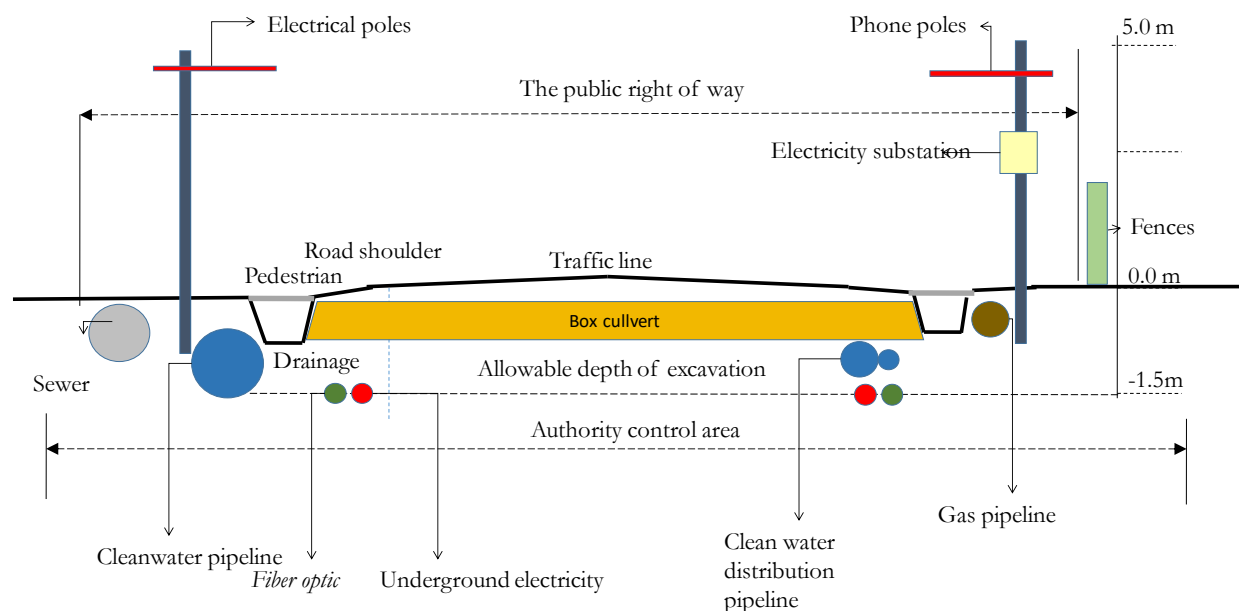 Electrical poles
Phone poles
5.0 m
The public right of way
Electricity substation
Fences
Road shoulder
Traffic line
Pedestrian
0.0 m
Box cullvert
Drainage
Allowable depth of excavation
Sewer
-1.5m
Authority control area
Gas pipeline
Cleanwater pipeline
Fiber optic
Underground electricity
Clean water
distribution
pipeline